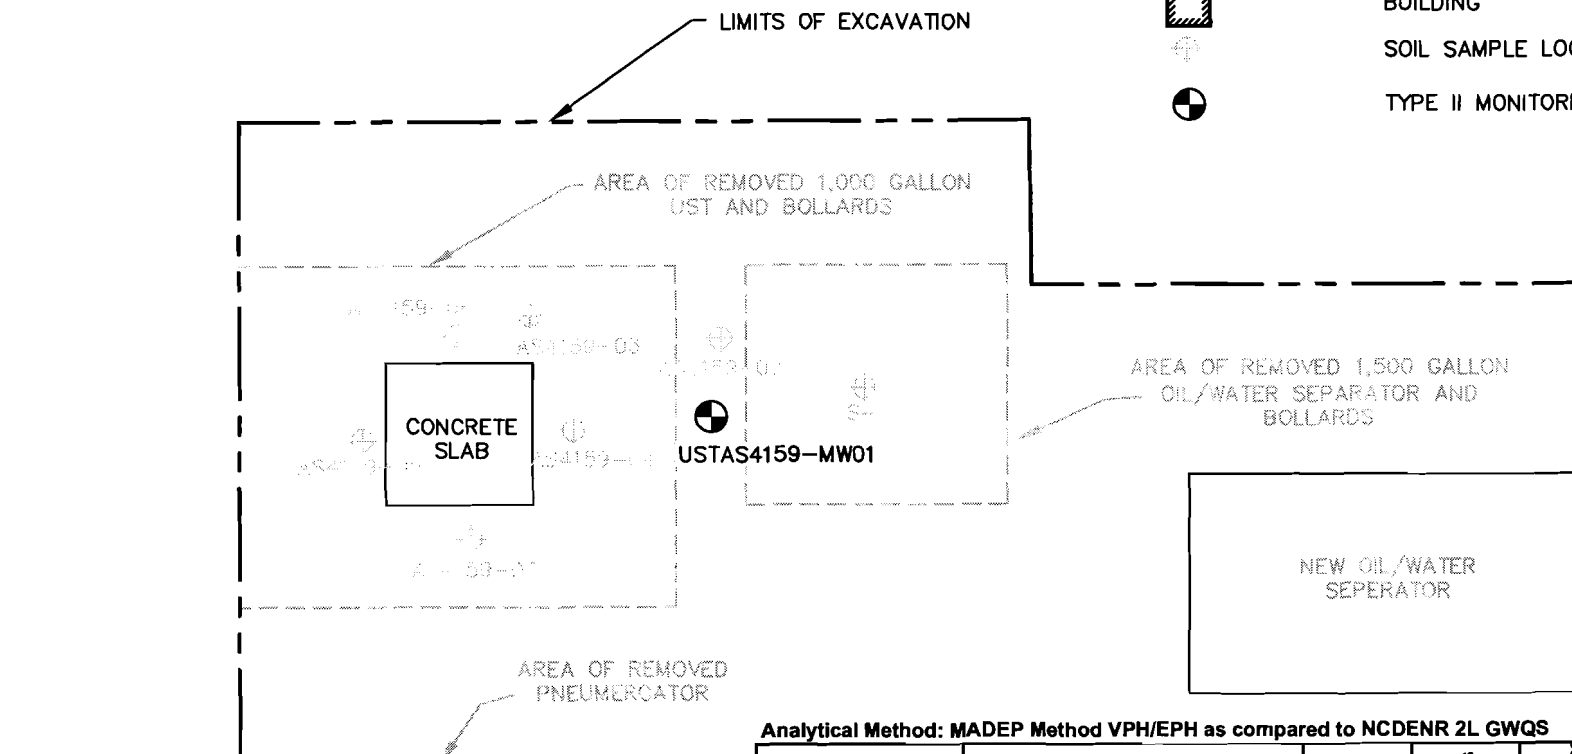 LIMITS OF EXCAVATION
BUILDING
SOIL SAMPLE
TYPE II
AREA OF REMOVED 1,000 GALLON
UST AND BOLLARDS
AS4159-03
CONCRETE
SLAB
USTAS4159-MW01
AREA OF REMOVED 1,500 GALLON
OIL/WATER SEPARATOR AND
BOLLARDS
NEW OIL/WATER
SEPERATOR
AREA OF REMOVED
PNEUMERCATOR
Analytical Method: MADEP Method VPH/EPH as compared to NCDENR 2L GWQS